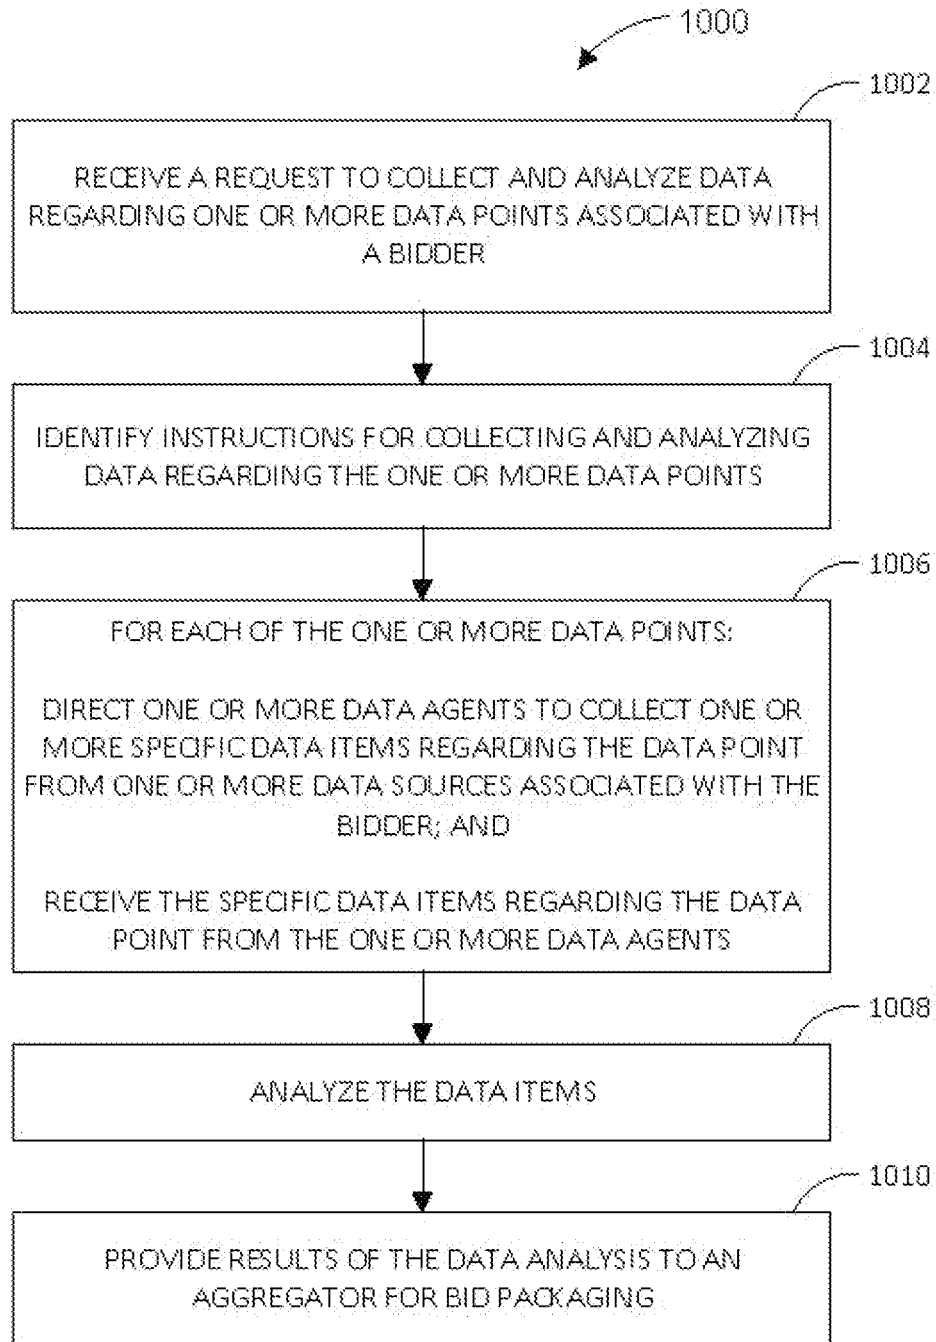 1000
1002
RECEIVE A REQUEST TO COLLECT AND ANALYZE DATA
REGARDING ONE OR MORE DATA POINTS ASSOCIATED WITH
A BIDDER
1004
IDENTIFY INSTRUCTIONS FOR COLLECTING AND ANALYZING
DATA REGARDING THE ONE OR MORE DATA POINTS
1006
FOR EACH OF THE ONE OR MORE DATA POINTS:
DIRECT ONE OR MORE DATA AGENTS TO COLLECT ONE OR
MORE SPECIFIC DATA ITEMS REGARDING THE DATA POINT
FROM ONE OR MORE DATA SOURCES ASSOCIATED WITH THE
BIDDER; AND
RECEIVE THE SPECIFIC DATA ITEMS REGARDING THE DATA
POINT FROM THE ONE OR MORE DATA AGENTS
1008
ANALYZE THE DATA ITEMS
1010
PROVIDE RESULTS OF THE DATA ANALYSIS TO AN
AGGREGATOR FOR BID PACKAGING